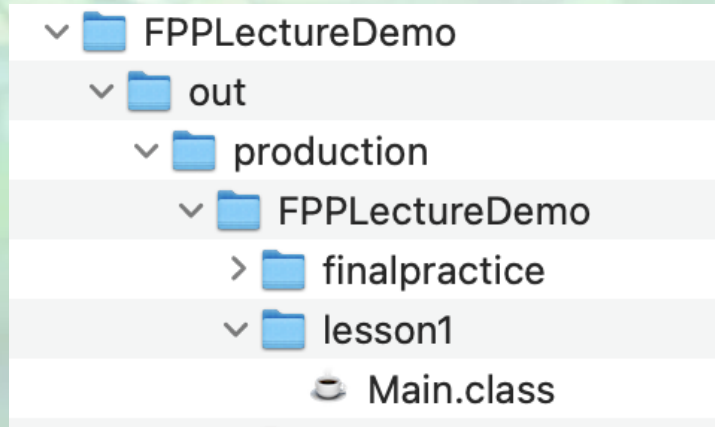 FPPLectureDemo
out
production
FPPLectureDemo
finalpractice
lesson1
Main.class